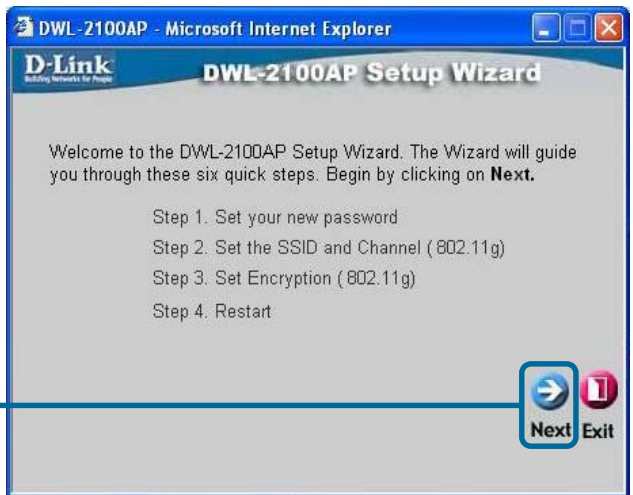 DWL-2100AP - Microsoft Internet Explorer
D-Link
Building Networks for People
DWL-2100AP Setup Wizard
Welcome to the DWL-2100AP Setup Wizard. The Wizard will guide
you through these six quick steps. Begin by clicking on Next.
Step 1. Set your new password
Step 2. Set the SSID and Channel ( 802.11g)
Step 3. Set Encryption ( 802.11g)
Step 4. Restart
Next Exit